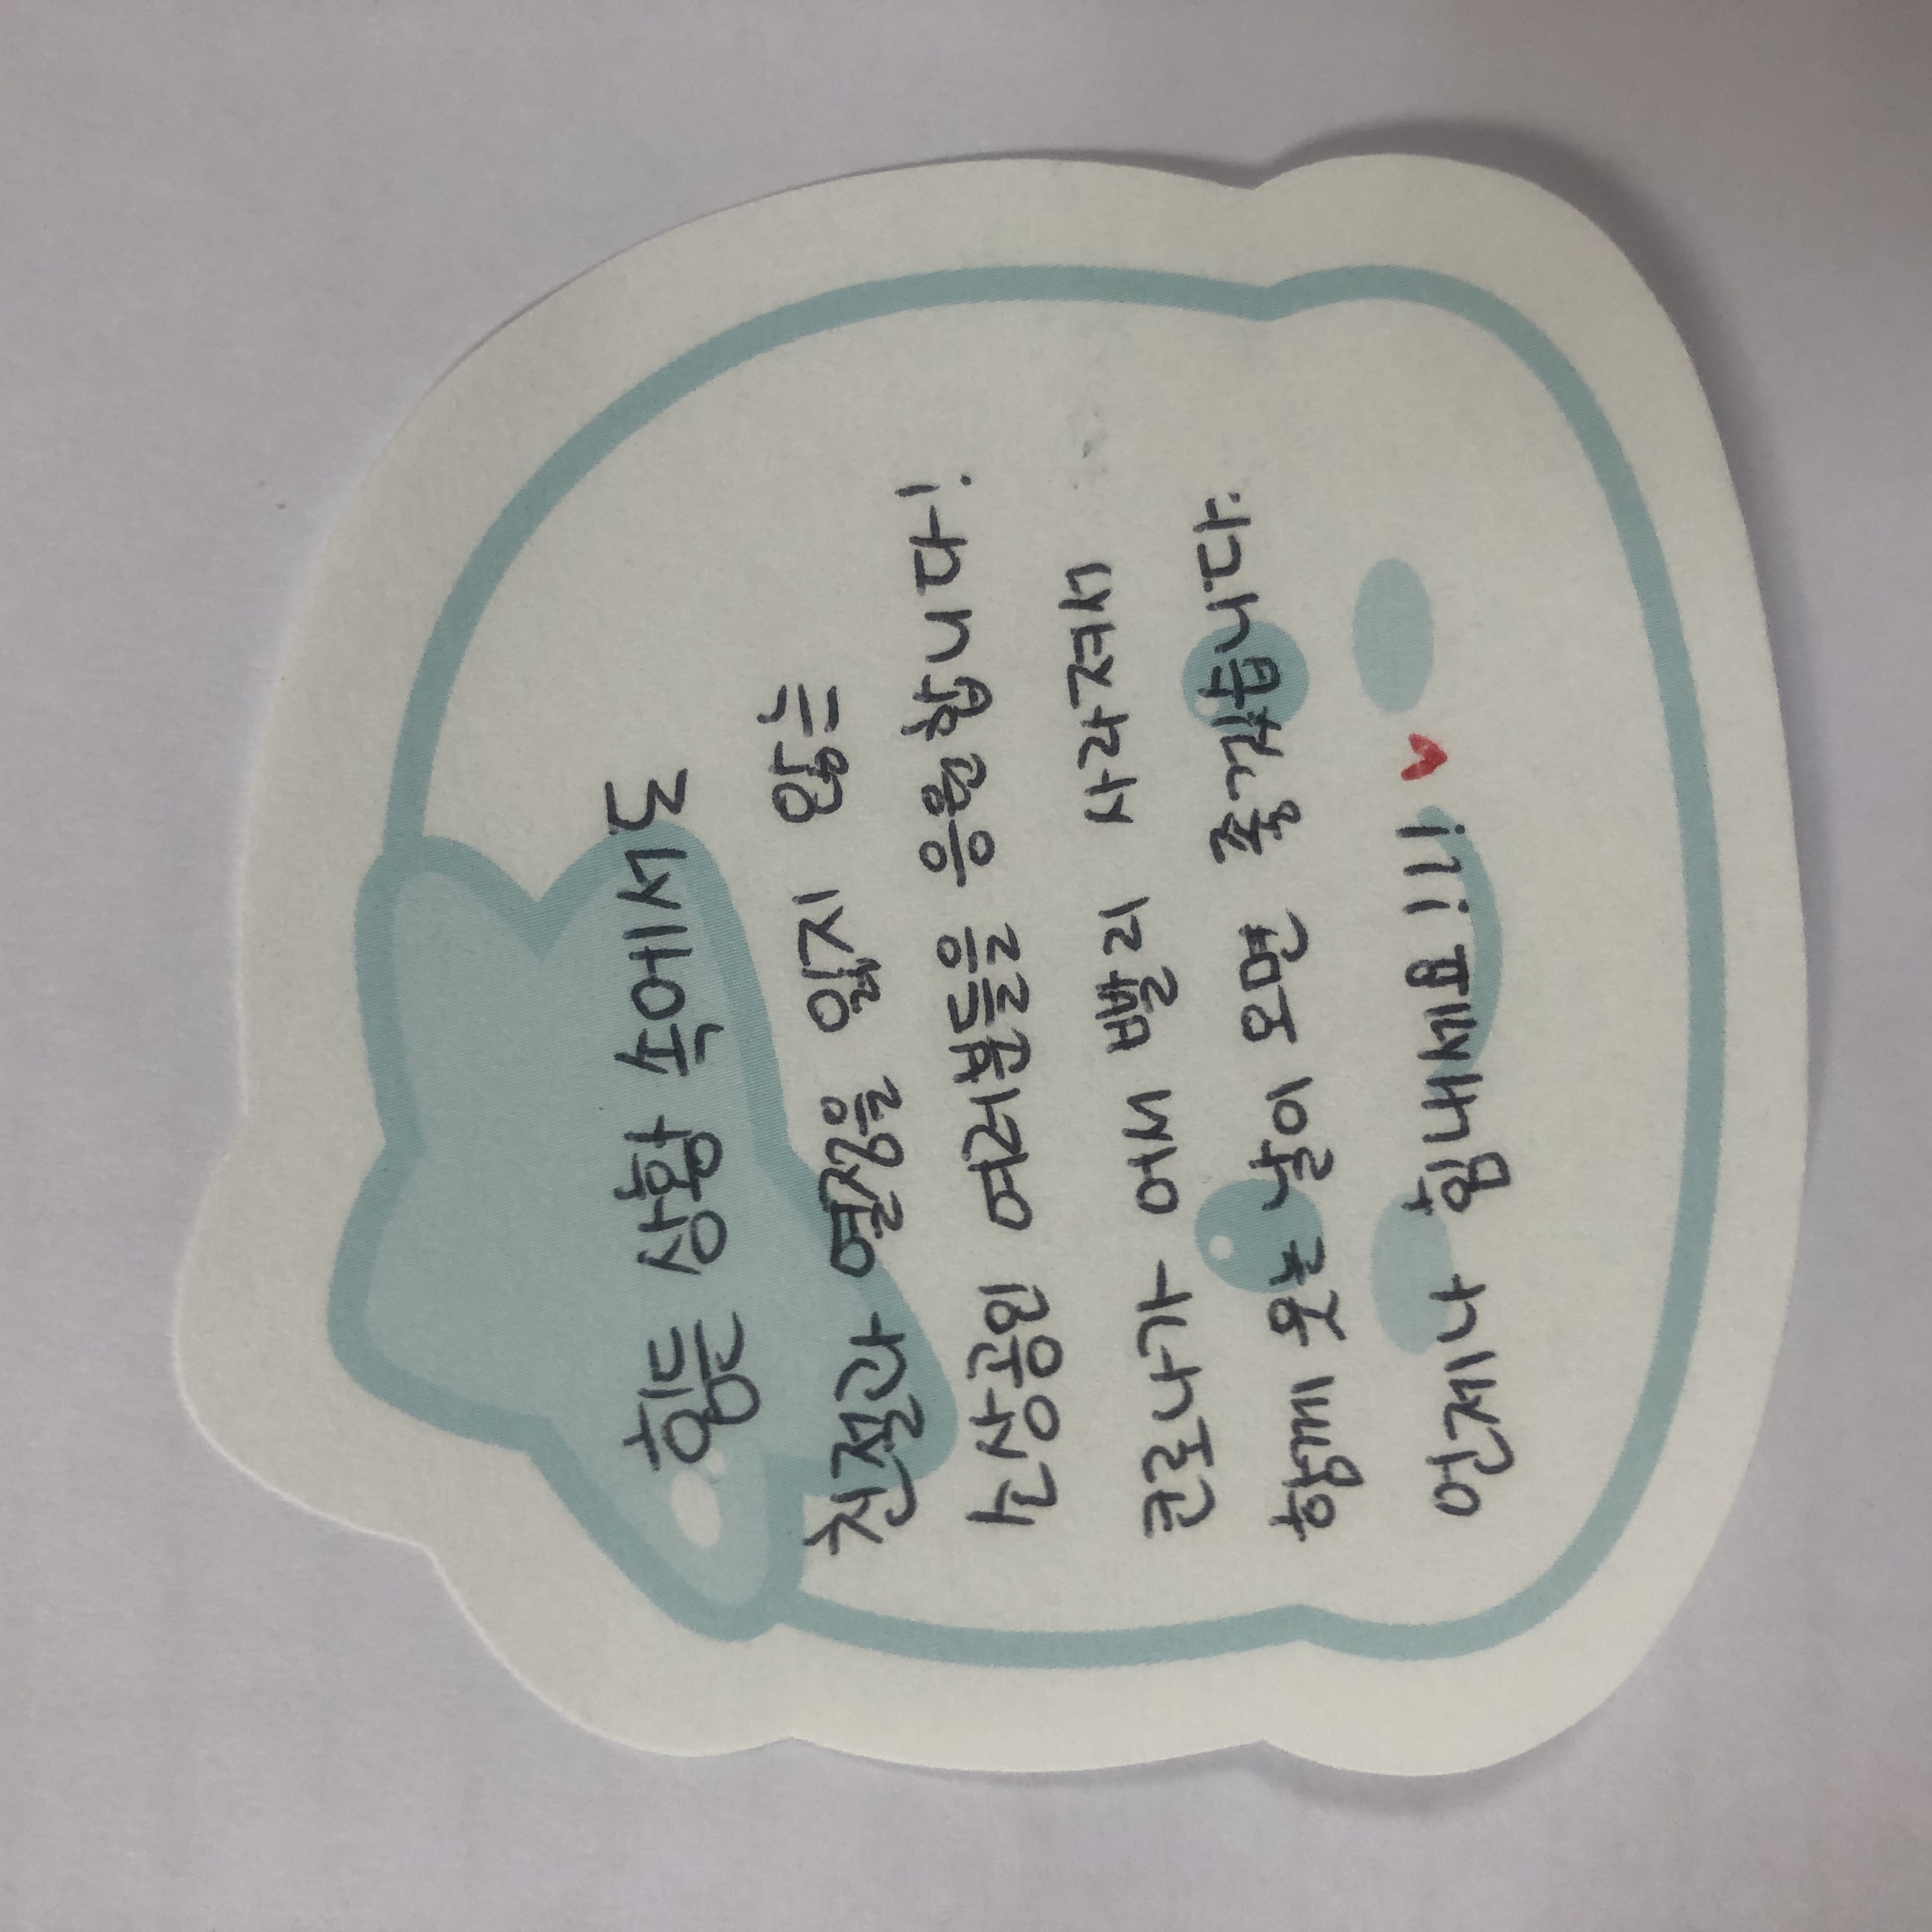 힘든 상황 속에서도
친절과 열정을 잃지 않는
소상공인 여러분들을 응원합니다!
코로나가 어서 빨리 사라져서
함께 웃는 날이 오면 좋겠습니다.
언제나 힘내세요!!! ♥